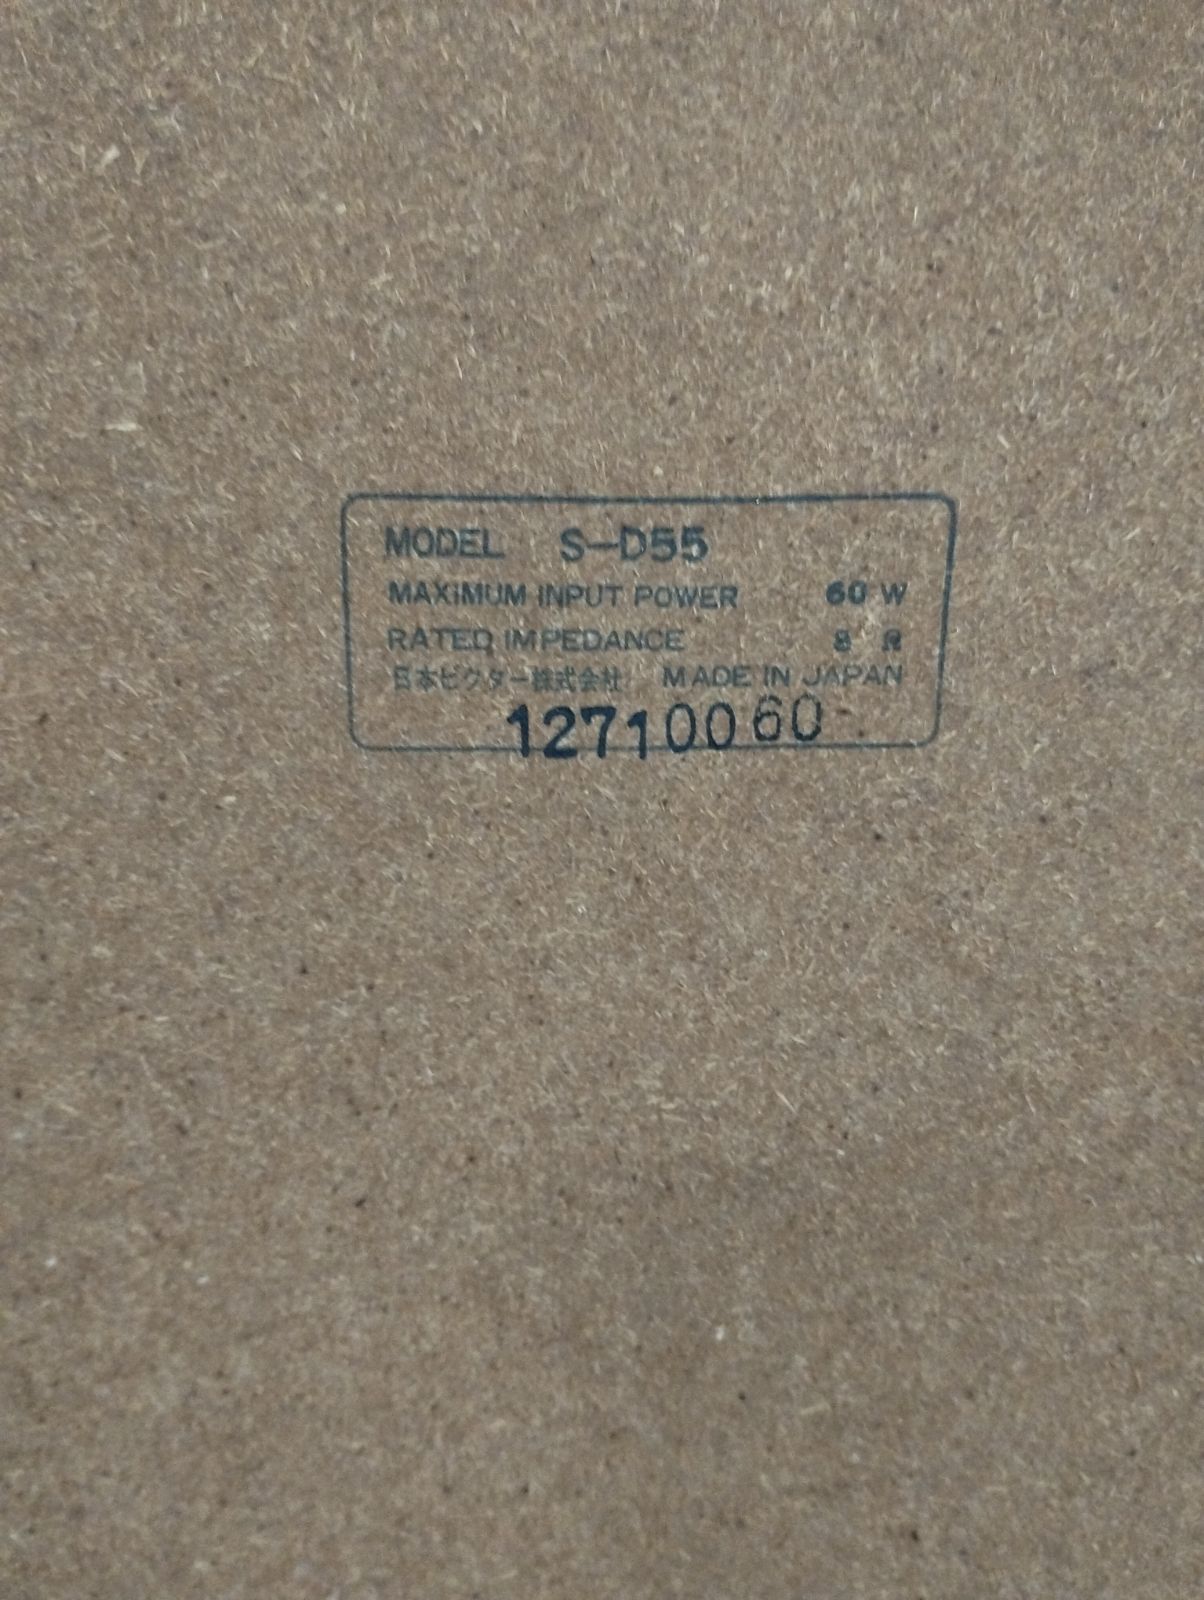 MODEL S-D55
MAXIMUM INPUT POWER 60 W
RATED IMPEDANCE 8 Ω
日本ビクター株式会社 MADE IN JAPAN
12710060